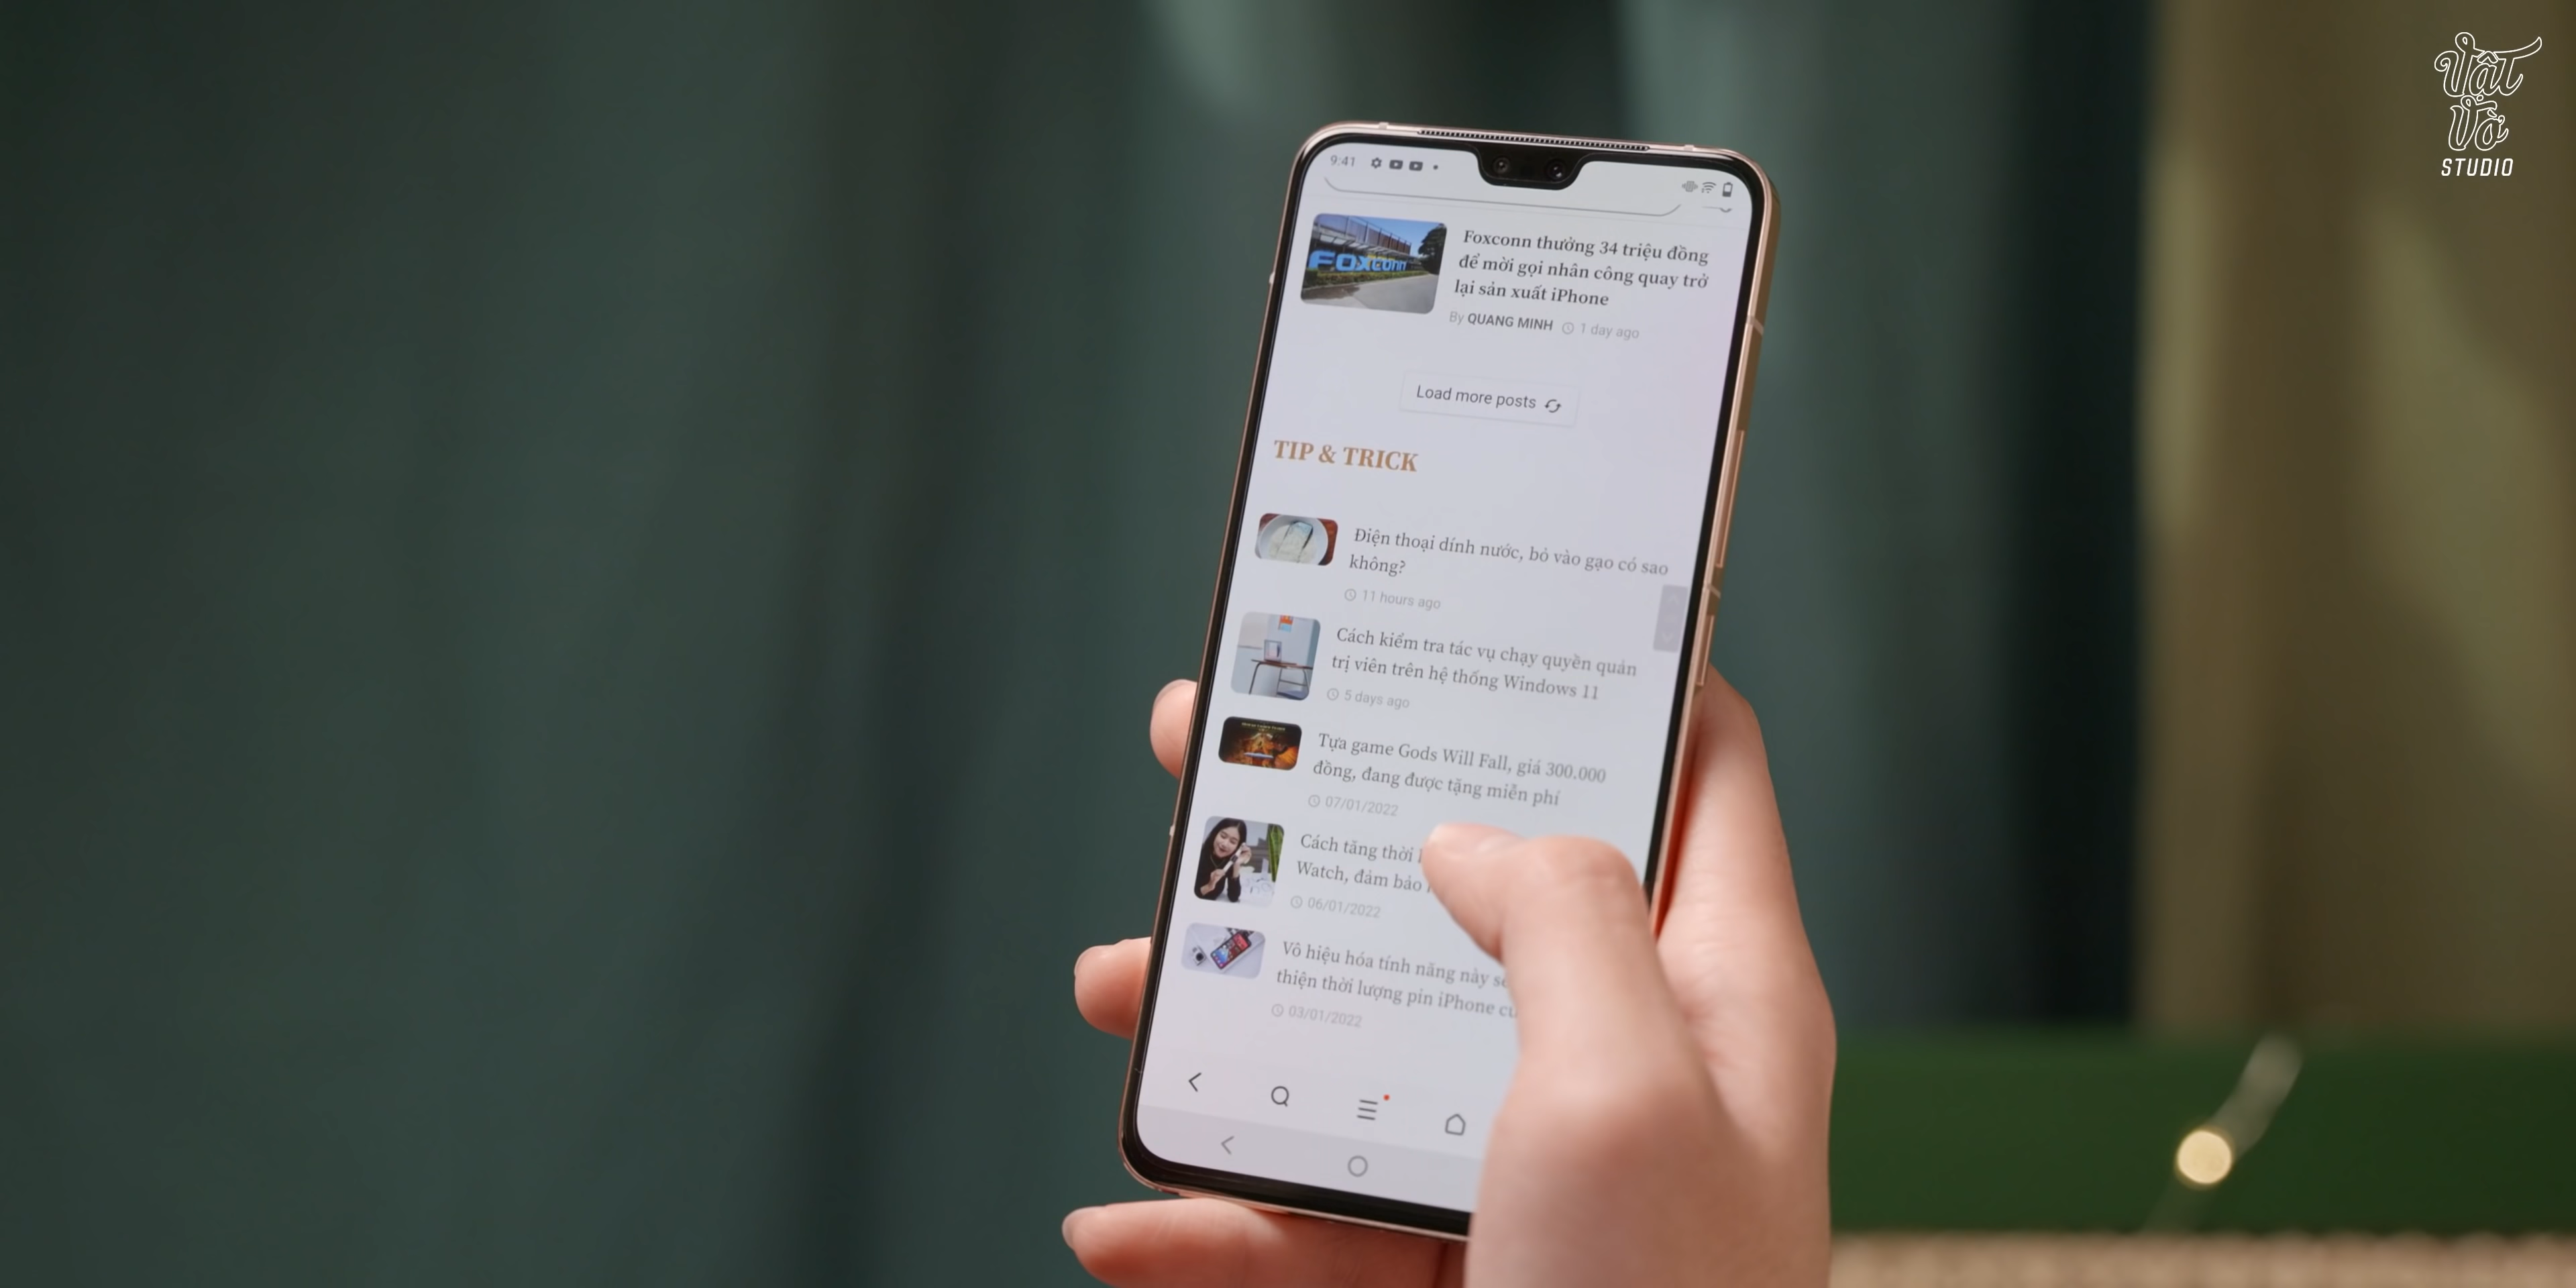 Vật
Vờ
STUDIO
9:41
FOXCONN
Foxconn thưởng 34 triệu đồng
để mời gọi nhân công quay trở
lại sản xuất iPhone
By QUANG MINH 1 day ago
Load more posts
TIP & TRICK
Điện thoại dính nước, bỏ vào gạo có sao
không?
11 hours ago
Cách kiểm tra tác vụ chạy quyền quản
trị viên trên hệ thống Windows 11
5 days ago
Tựa game Gods Will Fall, giá 300.000
đồng, đang được tặng miễn phí
07/01/2022
Cách tăng thời
Watch, đảm bảo
06/01/2022
Vô hiệu hóa tính năng này
thiện thời lượng pin iPhone
03/01/2022